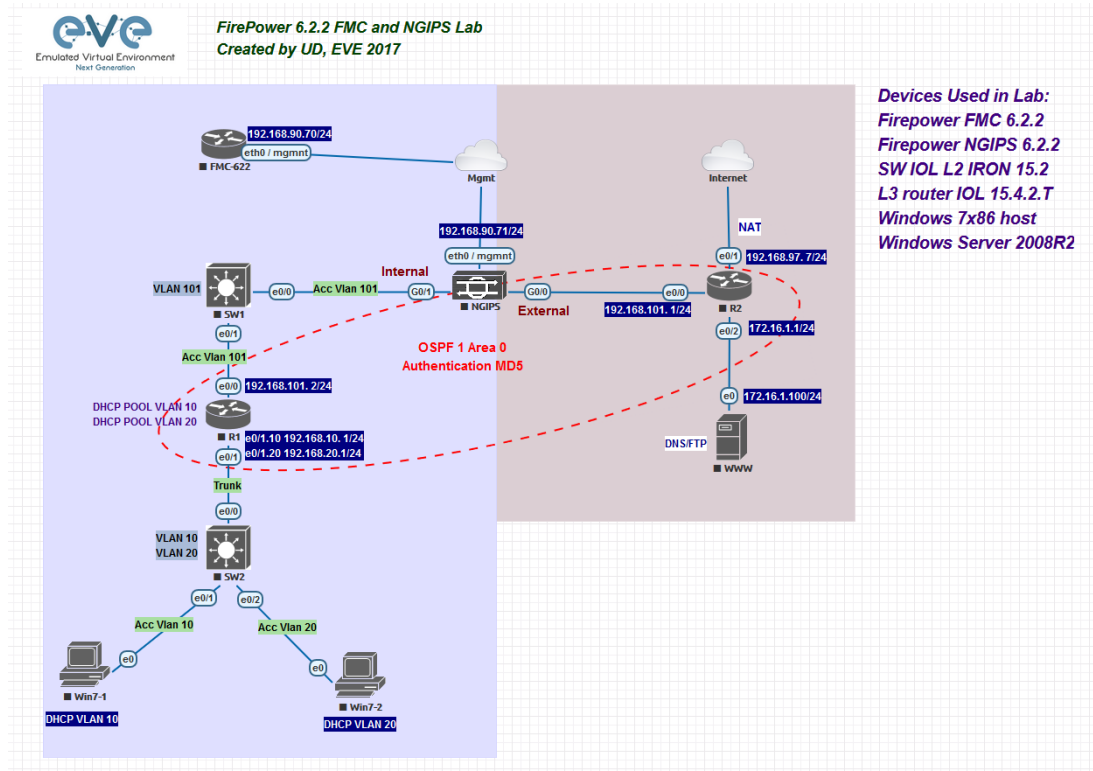 eve
Emulated Virtual Environment
Next Generation
FirePower 6.2.2 FMC and NGIPS Lab
Created by UD, EVE 2017
Devices Used in Lab:
Firepower FMC 6.2.2
Firepower NGIPS 6.2.2
SW IOL L2 IRON 15.2
L3 router IOL 15.4.2.T
Windows 7x86 host
Windows Server 2008R2
192.168.90.70/24
eth0 / mgmnt
FMC-622
Mgmt
Internet
192.168.90.71/24
eth0 / mgmnt
NAT
e0/1
192.168.97. 7/24
Internal
VLAN 101
e0/0
Acc Vlan 101
G0/1
NGIPS
G0/0
External
e0/0
192.168.101. 1/24
R2
SW1
e0/1
Acc Vlan 101
e0/2
172.16.1.1/24
OSPF 1 Area 0
Authentication MD5
e0/0
192.168.101. 2/24
e0
172.16.1.100/24
DHCP POOL VLAN 10
DHCP POOL VLAN 20
R1
e0/1
e0/1.10 192.168.10. 1/24
e0/1.20 192.168.20.1/24
DNS/FTP
WWW
Trunk
e0/0
VLAN 10
VLAN 20
SW2
e0/1
e0/2
Acc Vlan 10
Acc Vlan 20
e0
e0
Win7-1
Win7-2
DHCP VLAN 10
DHCP VLAN 20